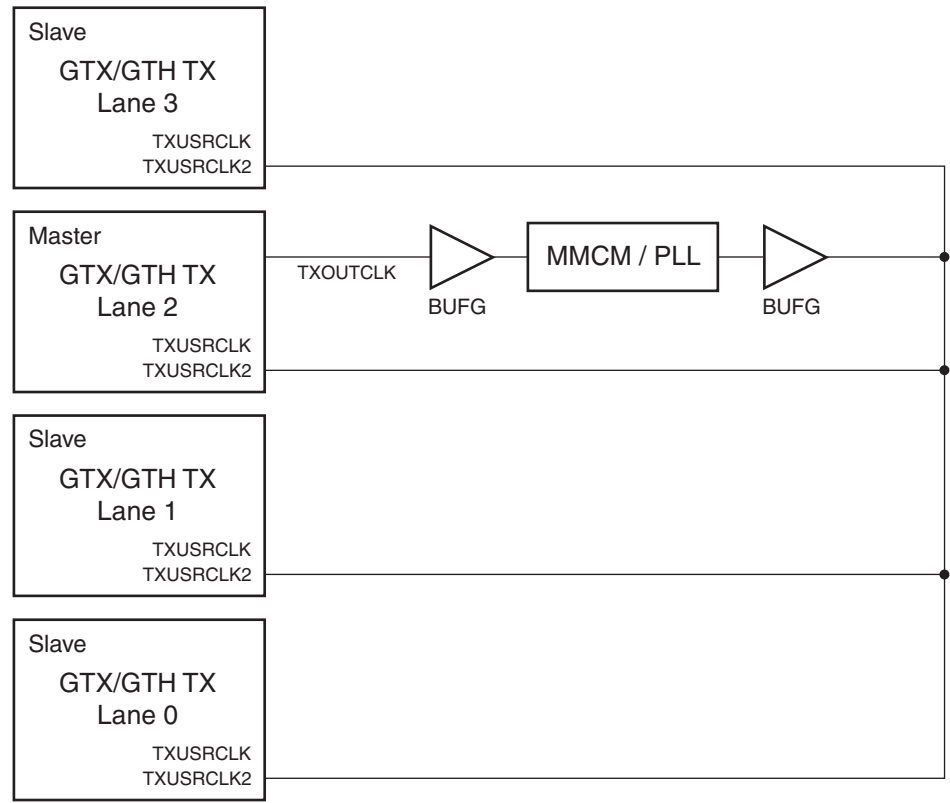 Slave
GTX/GTH TX
Lane 3
TXUSRCLK
TXUSRCLK2
Master
GTX/GTH TX
Lane 2
TXUSRCLK
TXUSRCLK2
TXOUTCLK
BUFG
MMCM / PLL
BUFG
Slave
GTX/GTH TX
Lane 1
TXUSRCLK
TXUSRCLK2
Slave
GTX/GTH TX
Lane 0
TXUSRCLK
TXUSRCLK2